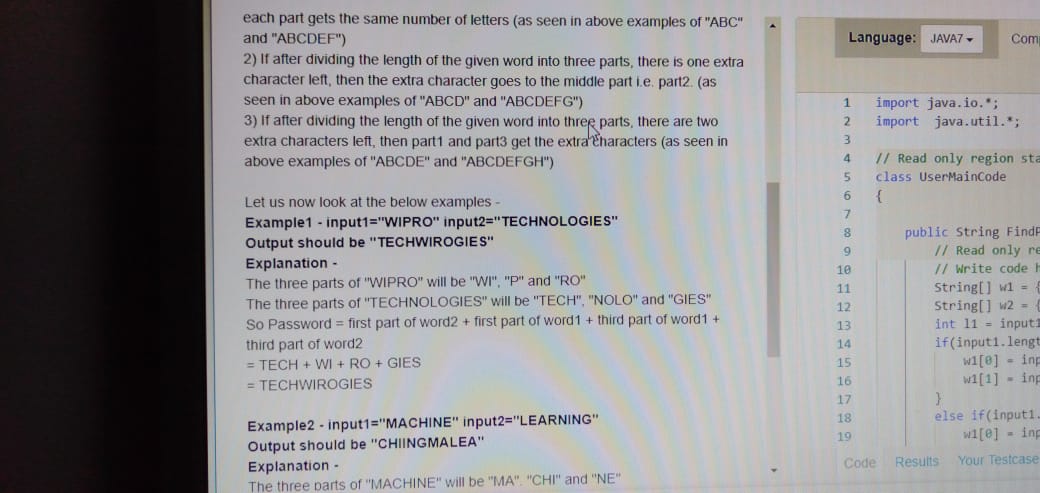 each part gets the same number of letters (as seen in above examples of "ABC"
and "ABCDEF")
2) If after dividing the length of the given word into three parts, there is one extra
character left, then the extra character goes to the middle part i.e. part2. (as
seen in above examples of "ABCD" and "ABCDEFG")
3) If after dividing the length of the given word into three parts, there are two
extra characters left, then part1 and part3 get the extra characters (as seen in
above examples of "ABCDE" and "ABCDEFGH")
Let us now look at the below examples -
Example1 - input1="WIPRO" input2="TECHNOLOGIES"
Output should be "TECHWIROGIES"
Explanation -
The three parts of "WIPRO" will be "WI", "P" and "RO"
The three parts of "TECHNOLOGIES" will be "TECH", "NOLO" and "GIES"
So Password = first part of word2 + first part of word1 + third part of word1 +
third part of word2
= TECH + WI + RO + GIES
= TECHWIROGIES
Example2 - input1="MACHINE" input2="LEARNING"
Output should be "CHIINGMALEA"
Explanation -
The three parts of "MACHINE" will be "MA", "CHI" and "NE"
Language: JAVA7 Com
1 import java.io.*;
2 import java.util.*;
3
4 // Read only region sta
5 class UserMainCode
6 {
7
8 public String FindP
9 // Read only re
10 // Write code h
11 String[] w1 = {
12 String[] w2 = {
13 int l1 = input1
14 if(input1.lengt
15 w1[0] = inp
16 w1[1] = inp
17 }
18 else if(input1.
19 w1[0] = inp
Code Results Your Testcase